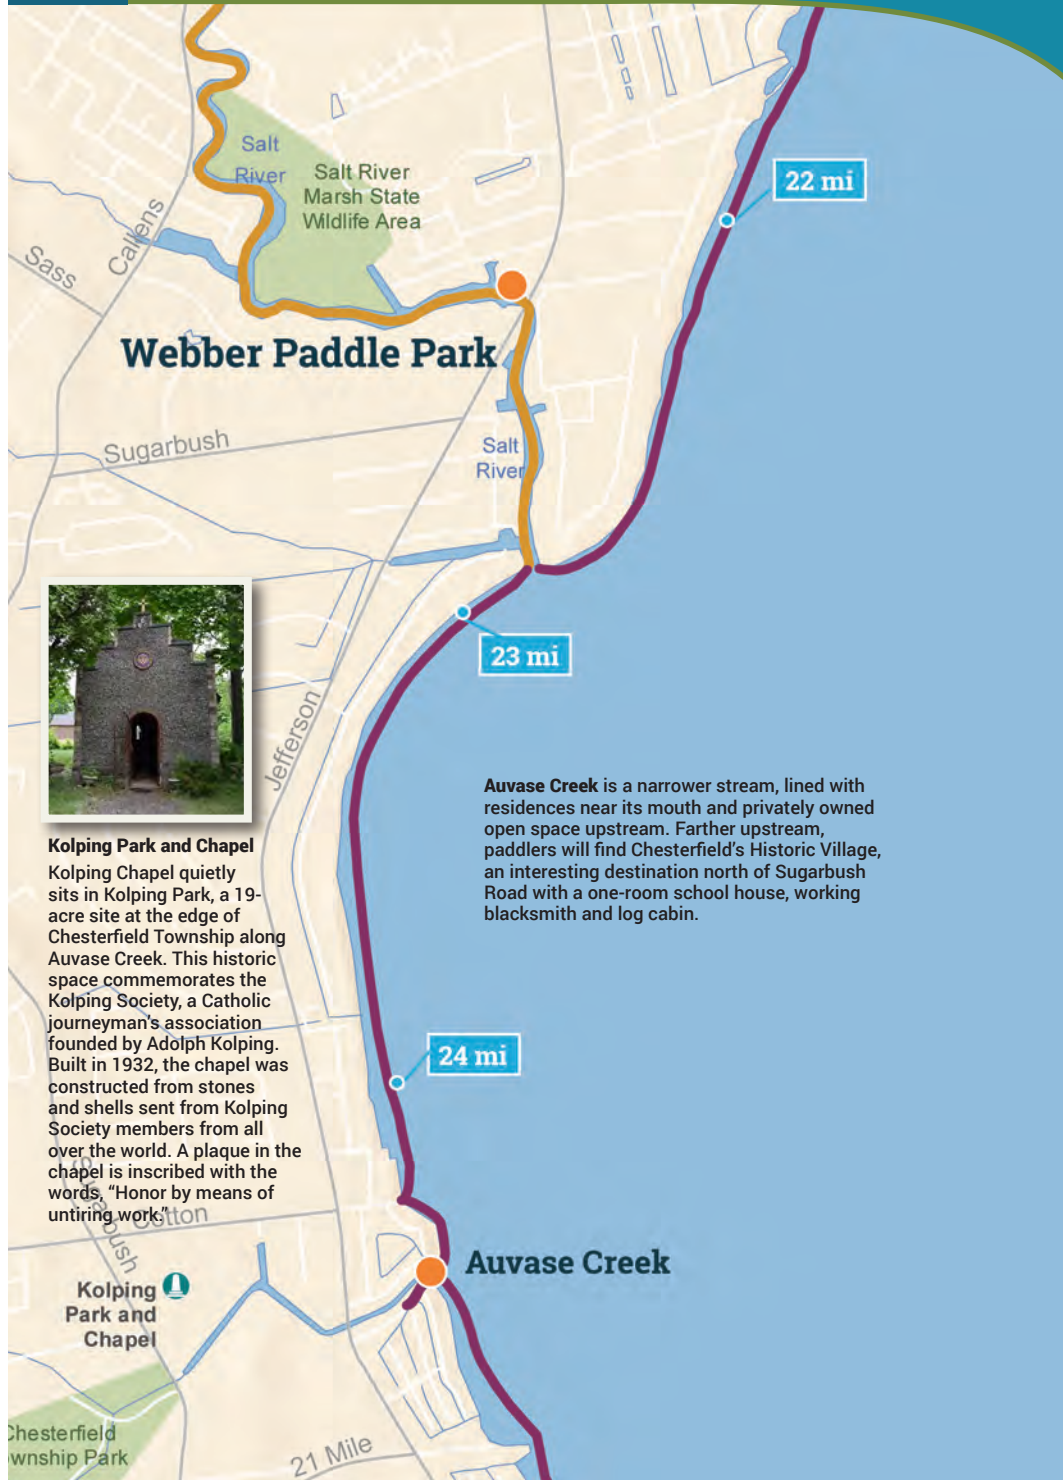 Salt
River
Salt River
Marsh State
Wildlife Area
22 mi
Callens
Sass
Webber Paddle Park
Sugarbush
Salt
River
23 mi
Jefferson
Auvase Creek is a narrower stream, lined with
residences near its mouth and privately owned
open space upstream. Farther upstream,
paddlers will find Chesterfield’s Historic Village,
an interesting destination north of Sugarbush
Road with a one-room school house, working
blacksmith and log cabin.
Kolping Park and Chapel
Kolping Chapel quietly
sits in Kolping Park, a 19-
acre site at the edge of
Chesterfield Township along
Auvase Creek. This historic
space commemorates the
Kolping Society, a Catholic
journeyman’s association
founded by Adolph Kolping.
Built in 1932, the chapel was
constructed from stones
and shells sent from Kolping
Society members from all
over the world. A plaque in the
chapel is inscribed with the
words, “Honor by means of
untiring work.”
24 mi
Sugarbush
Cotton
Auvase Creek
Kolping
Park and
Chapel
Chesterfield
ownship Park
21 Mile